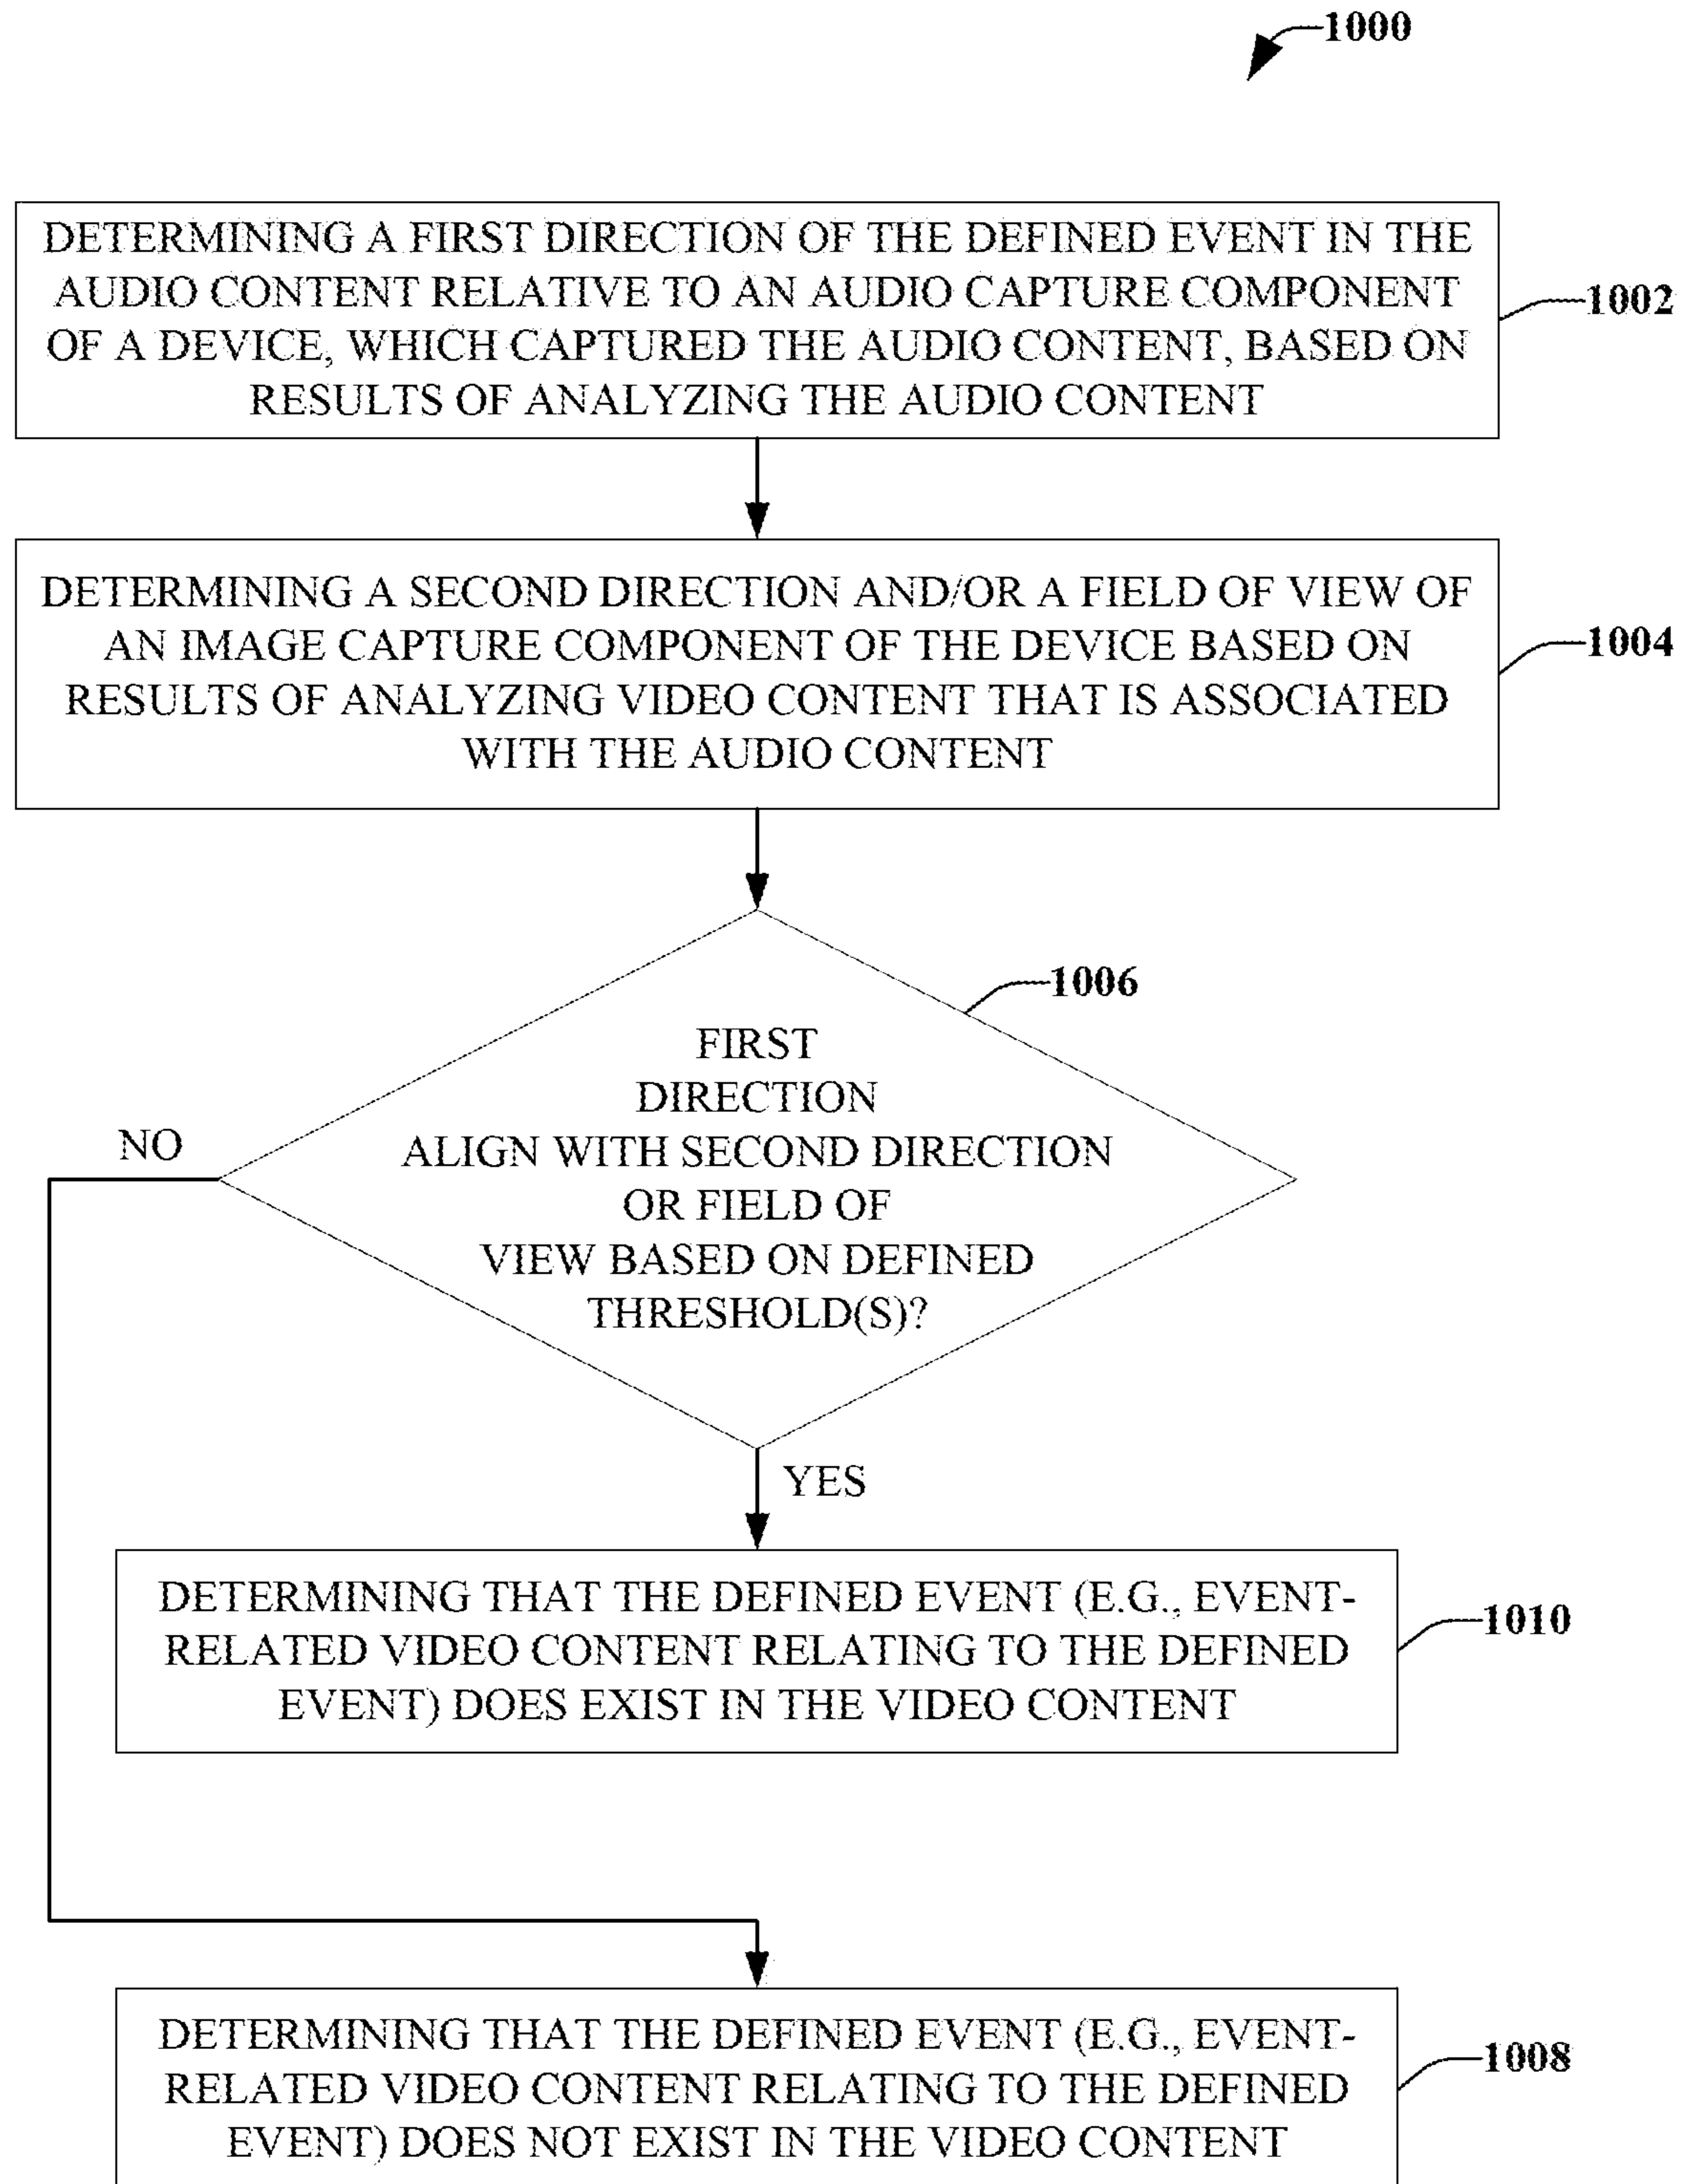 1000
DETERMINING A FIRST DIRECTION OF THE DEFINED EVENT IN THE
AUDIO CONTENT RELATIVE TO AN AUDIO CAPTURE COMPONENT
OF A DEVICE, WHICH CAPTURED THE AUDIO CONTENT, BASED ON
RESULTS OF ANALYZING THE AUDIO CONTENT
1002
DETERMINING A SECOND DIRECTION AND/OR A FIELD OF VIEW OF
AN IMAGE CAPTURE COMPONENT OF THE DEVICE BASED ON
RESULTS OF ANALYZING VIDEO CONTENT THAT IS ASSOCIATED
WITH THE AUDIO CONTENT
1004
1006
FIRST
DIRECTION
ALIGN WITH SECOND DIRECTION
OR FIELD OF
VIEW BASED ON DEFINED
THRESHOLD(S)?
NO
YES
DETERMINING THAT THE DEFINED EVENT (E.G., EVENT-
RELATED VIDEO CONTENT RELATING TO THE DEFINED
EVENT) DOES EXIST IN THE VIDEO CONTENT
1010
DETERMINING THAT THE DEFINED EVENT (E.G., EVENT-
RELATED VIDEO CONTENT RELATING TO THE DEFINED
EVENT) DOES NOT EXIST IN THE VIDEO CONTENT
1008